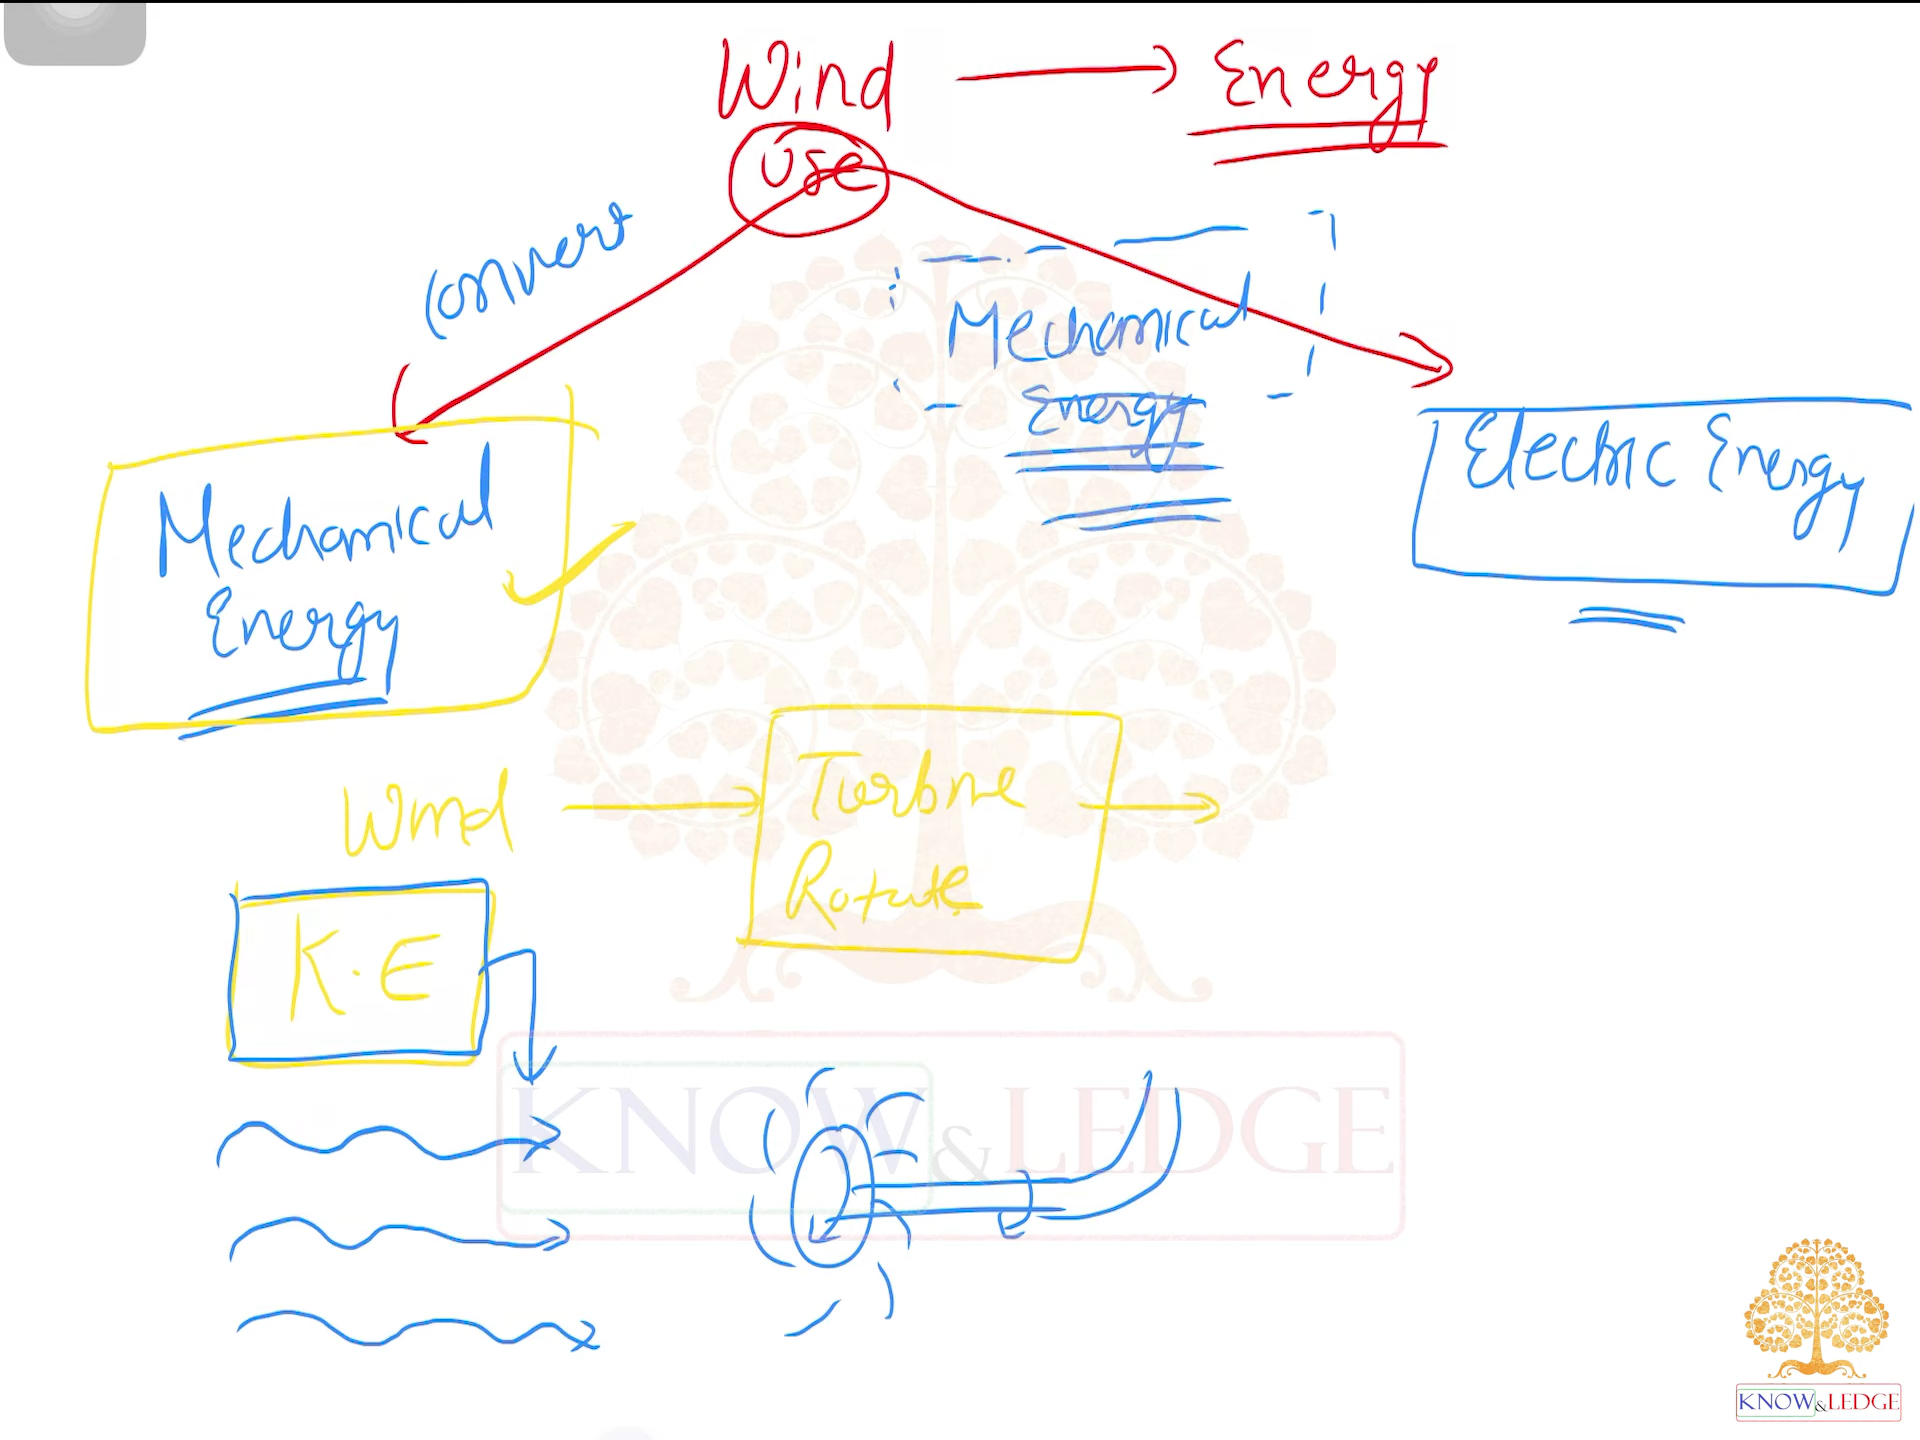 Wind → Energy
Use
Convert
Mechanical
Energy
Electric Energy
Mechanical
Energy
Wind → Turbine →
Rotate
K.E
KNOW&LEDGE
KNOW&LEDGE